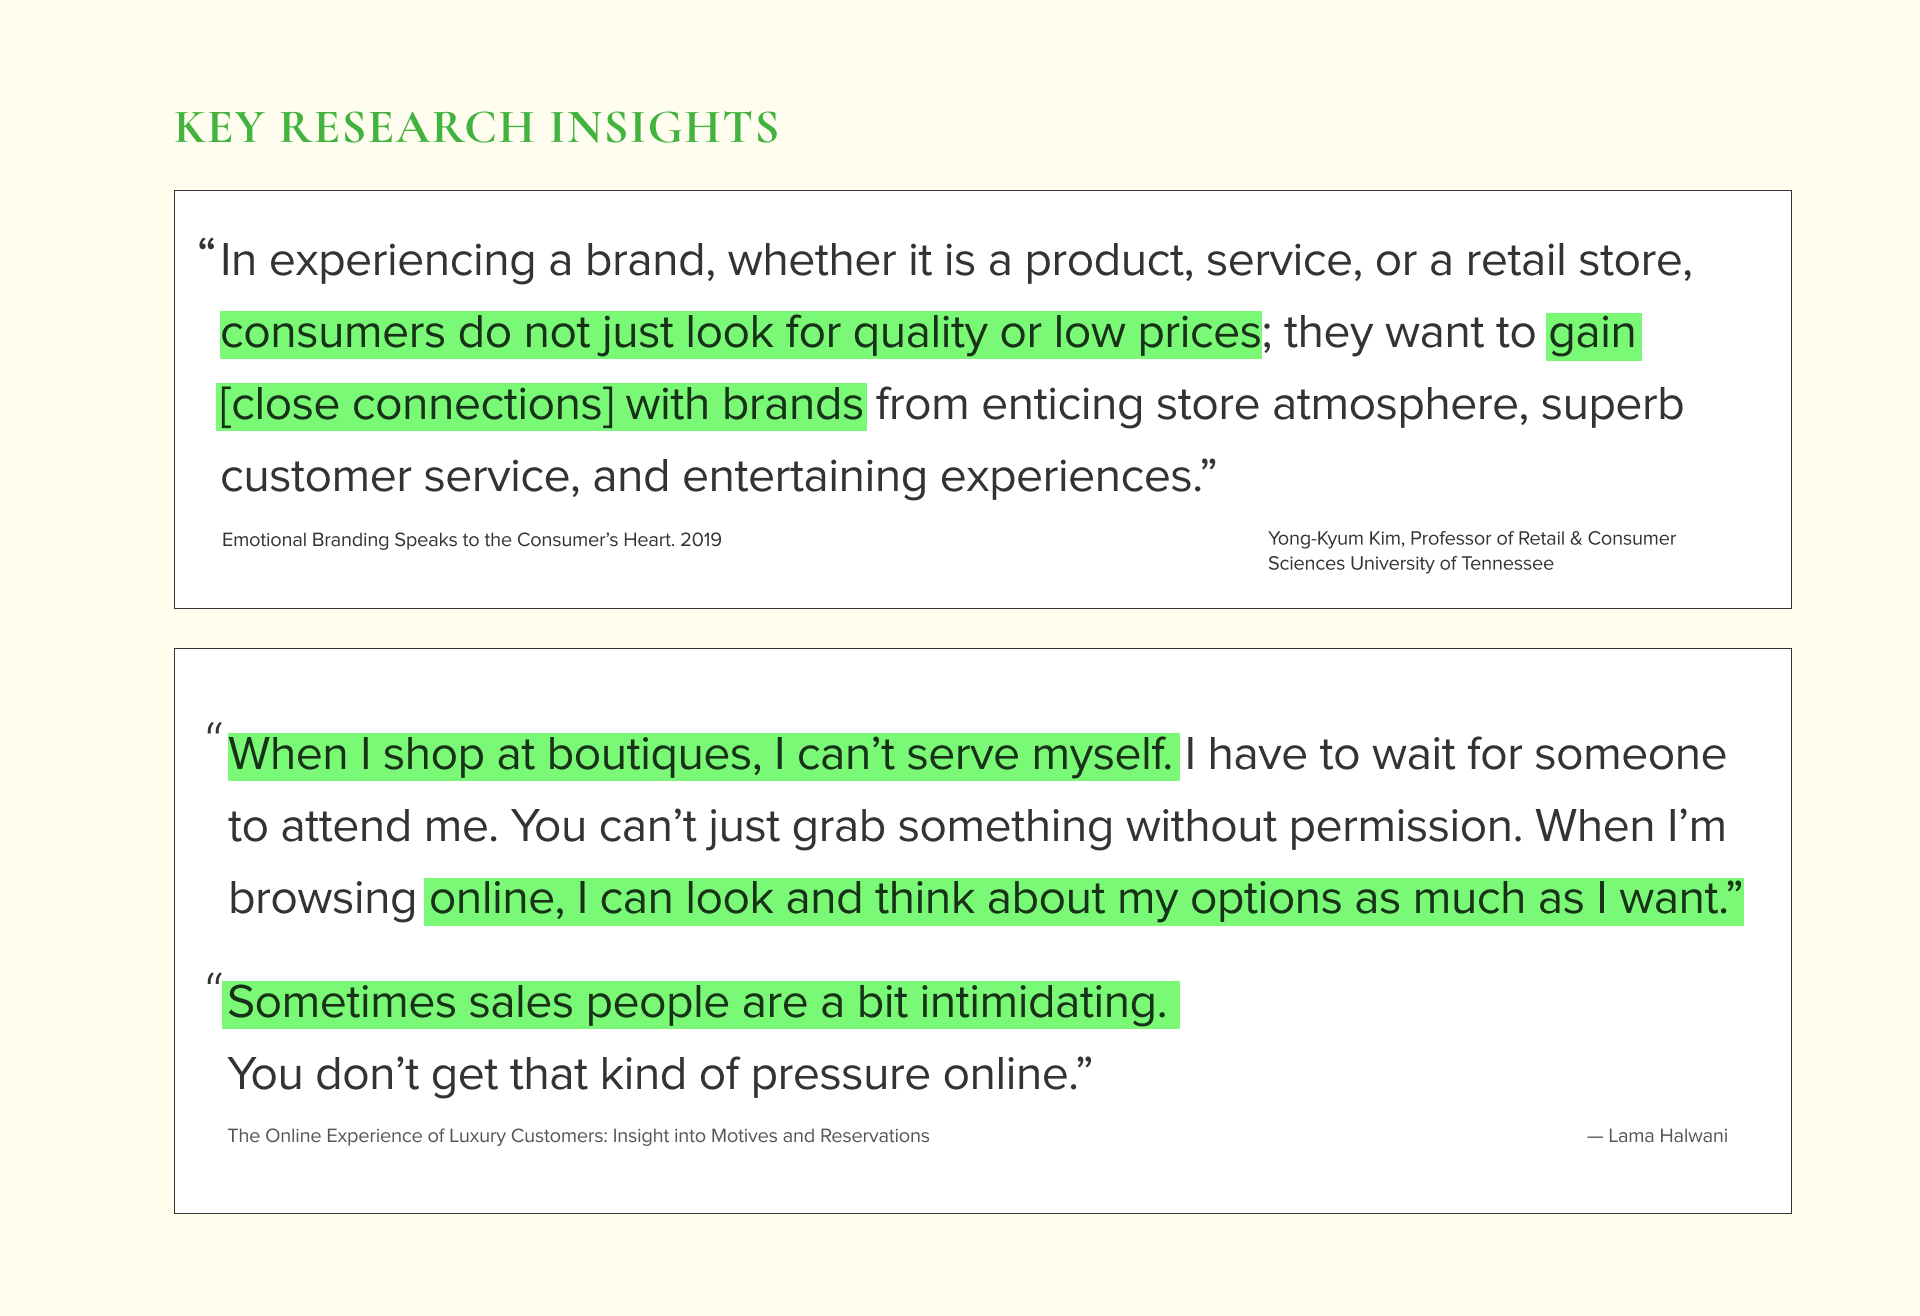 KEY RESEARCH INSIGHTS
“In experiencing a brand, whether it is a product, service, or a retail store,
consumers do not just look for quality or low prices; they want to gain
[close connections] with brands from enticing store atmosphere, superb
customer service, and entertaining experiences.”
Emotional Branding Speaks to the Consumer’s Heart. 2019
Yong-Kyum Kim, Professor of Retail & Consumer
Sciences University of Tennessee
“When I shop at boutiques, I can’t serve myself. I have to wait for someone
to attend me. You can’t just grab something without permission. When I’m
browsing online, I can look and think about my options as much as I want.”
“Sometimes sales people are a bit intimidating.
You don’t get that kind of pressure online.”
The Online Experience of Luxury Customers: Insight into Motives and Reservations
— Lama Halwani